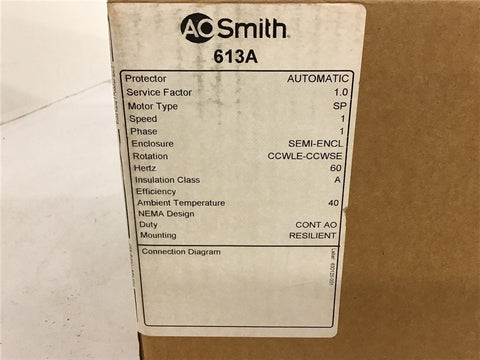 AO Smith
613A
Protector AUTOMATIC
Service Factor 1.0
Motor Type SP
Speed 1
Phase 1
Enclosure SEMI-ENCL
Rotation CCWLE-CCWSE
Hertz 60
Insulation Class A
Efficiency
Ambient Temperature 40
NEMA Design
Duty CONT AO
Mounting RESILIENT
Connection Diagram